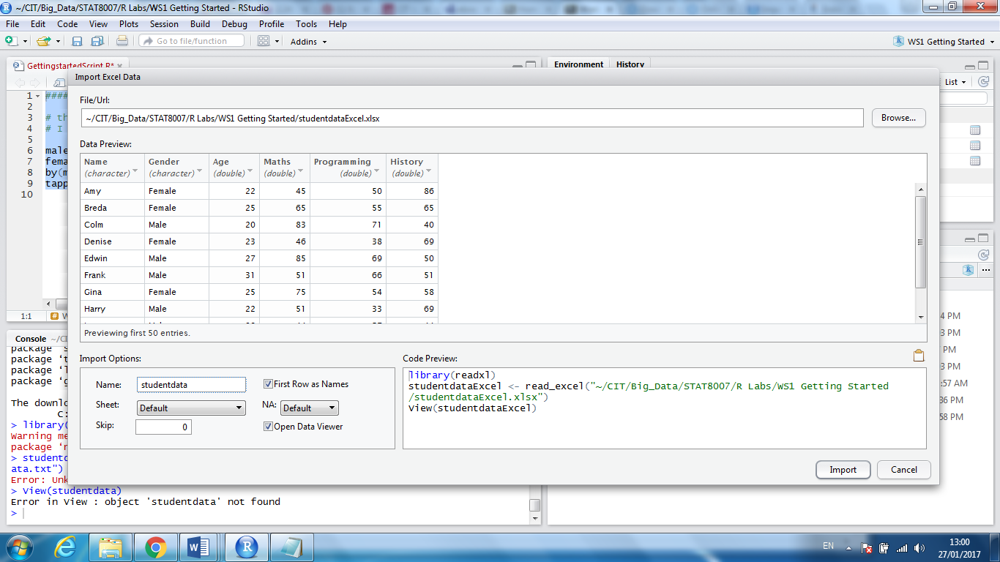 ~/CIT/Big_Data/STAT8007/R Labs/WS1 Getting Started - RStudio
File Edit Code View Plots Session Build Debug Profile Tools Help
Go to file/function Addins WS1 Getting Started
GettingstartedScript.R* Environment History
Import Excel Data
List
File/Url:
~/CIT/Big_Data/STAT8007/R Labs/WS1 Getting Started/studentdataExcel.xlsx Browse...
1 ####
2
3 # th
4 # I
5
6 male
7 fema
8 by(m
9 tapp
10
1:1
Data Preview:
Name Gender Age Maths Programming History
(character) (character) (double) (double) (double) (double)
Amy Female 22 45 50 86
Breda Female 25 65 55 65
Colm Male 20 83 71 40
Denise Female 23 46 38 69
Edwin Male 27 85 69 50
Frank Male 31 51 66 51
Gina Female 25 75 54 58
Harry Male 22 51 33 69
Previewing first 50 entries.
Import Options:
Name: studentdata First Row as Names
Sheet: Default NA: Default
Skip: 0 Open Data Viewer
Code Preview:
library(readxl)
studentdataExcel <- read_excel("~/CIT/Big_Data/STAT8007/R Labs/WS1 Getting Started
/studentdataExcel.xlsx")
View(studentdataExcel)
Import Cancel
4 PM
3 PM
PM
3 PM
:57 AM
36 PM
58 PM
Console ~/CI
package 's
package 't
package 'l
package 'g
The downlo
C:
> library(
Warning me
package 'r
> studentd
ata.txt")
Error: Unk
> View(studentdata)
Error in View : object 'studentdata' not found
>
EN 13:00
27/01/2017